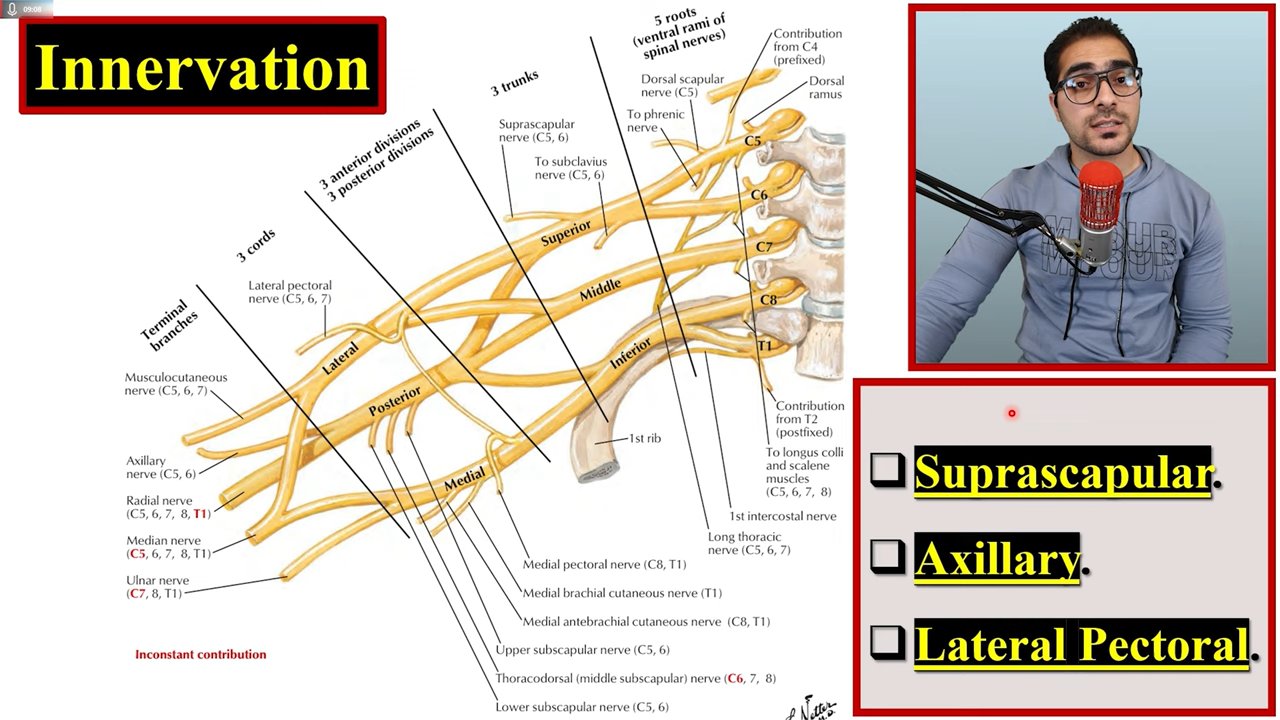 09:08
Innervation
5 roots
(ventral rami of
spinal nerves)
3 trunks
3 anterior divisions
3 posterior divisions
3 cords
Terminal
branches
Contribution
from C4
(prefixed)
Dorsal
ramus
Dorsal scapular
nerve (C5)
To phrenic
nerve
Suprascapular
nerve (C5, 6)
To subclavius
nerve (C5, 6)
C5
C6
C7
C8
T1
Superior
Middle
Inferior
Lateral
Posterior
Medial
Lateral pectoral
nerve (C5, 6, 7)
Musculocutaneous
nerve (C5, 6, 7)
Axillary
nerve (C5, 6)
Radial nerve
(C5, 6, 7, 8, T1)
Median nerve
(C5, 6, 7, 8, T1)
Ulnar nerve
(C7, 8, T1)
Inconstant contribution
1st rib
Contribution
from T2
(postfixed)
To longus colli
and scalene
muscles
(C5, 6, 7, 8)
1st intercostal nerve
Long thoracic
nerve (C5, 6, 7)
Medial pectoral nerve (C8, T1)
Medial brachial cutaneous nerve (T1)
Medial antebrachial cutaneous nerve (C8, T1)
Upper subscapular nerve (C5, 6)
Thoracodorsal (middle subscapular) nerve (C6, 7, 8)
Lower subscapular nerve (C5, 6)
Suprascapular.
Axillary.
Lateral Pectoral.